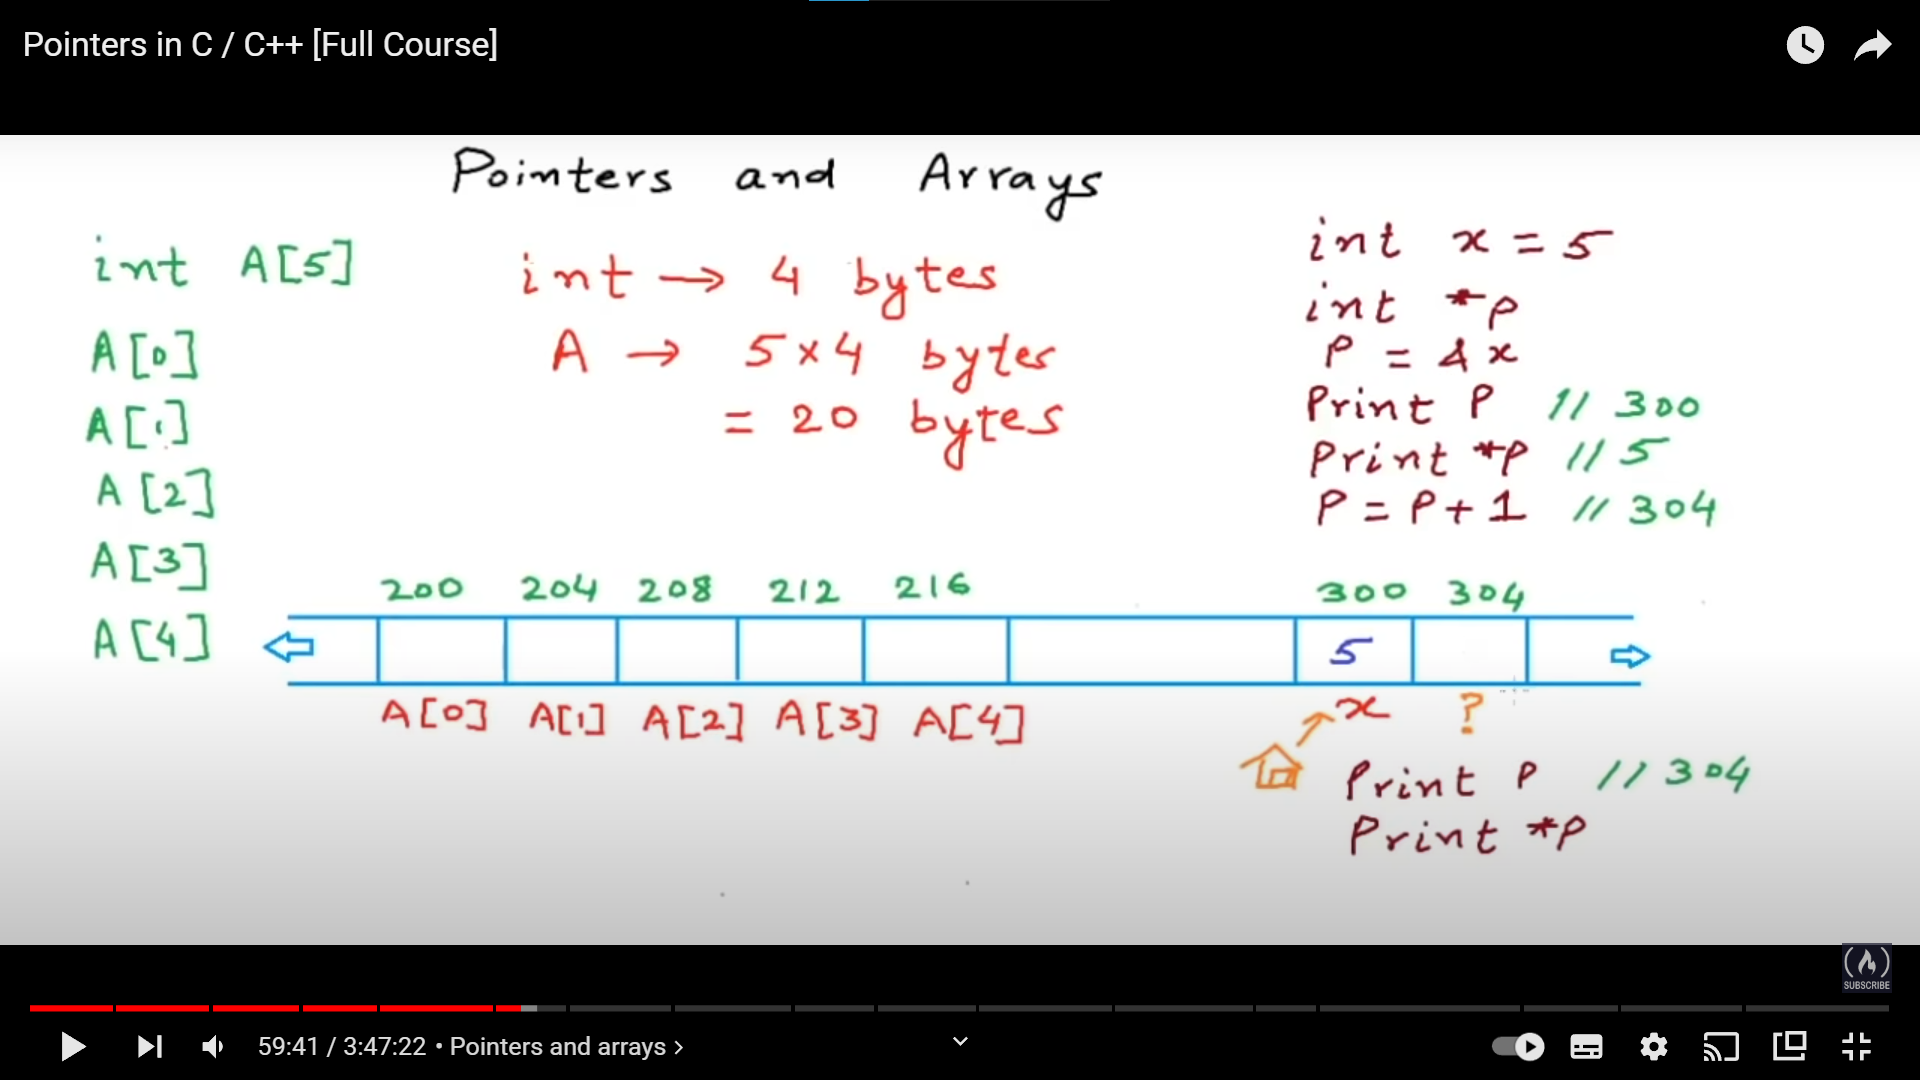 Pointers in C / C++ [Full Course]
Pointers and Arrays
int A[5]
A[0]
A[1]
A[2]
A[3]
A[4]
int → 4 bytes
A → 5 × 4 bytes
= 20 bytes
int x = 5
int *p
P = &x
Print P // 300
Print *p // 5
P = P + 1 // 304
200 204 208 212 216 300 304
5
A[0] A[1] A[2] A[3] A[4] x ?
Print P // 304
Print *p
SUBSCRIBE
59:41 / 3:47:22 • Pointers and arrays ›